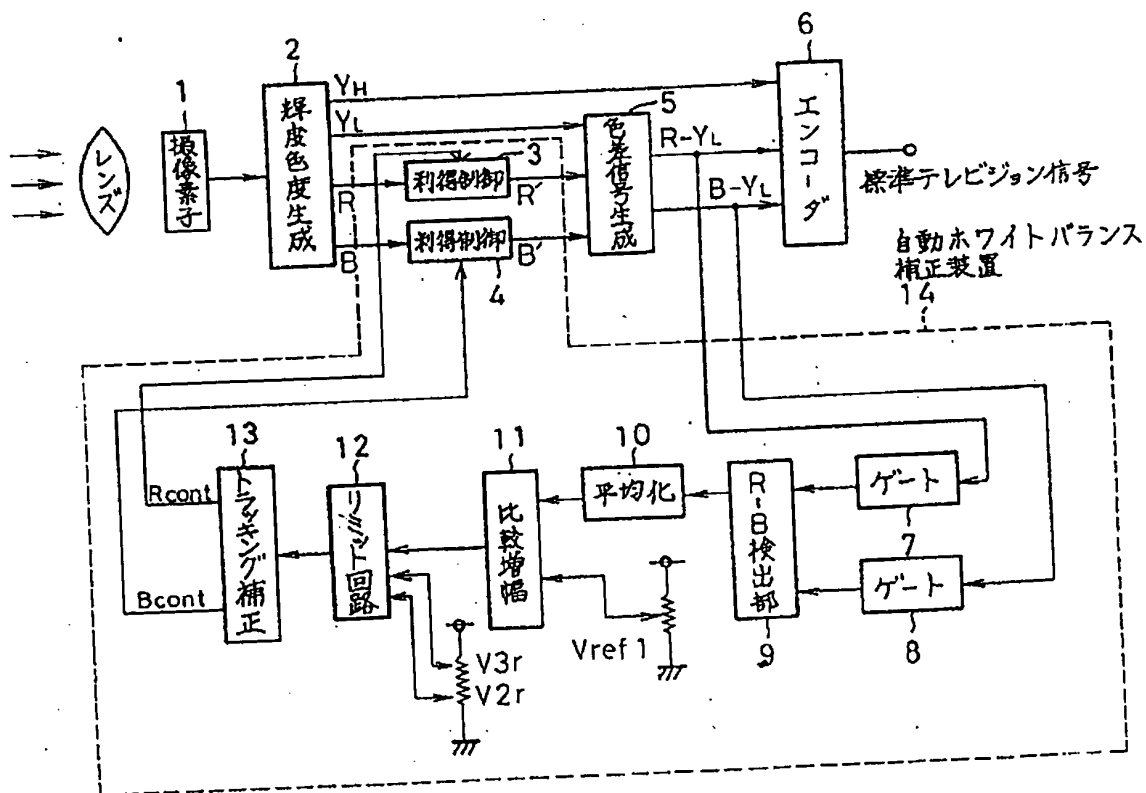 6
2
1
YH
YL
5
R-YL
B-YL
3
レンズ
撮像素子
輝度色度生成
R
利得制御
R'
B
利得制御
B'
4
色差信号生成
エンコーダ
標準テレビジョン信号
自動ホワイトバランス
補正装置
14
13
12
11
10
Rcont
Bcont
トラッキング補正
リミット回路
比較増幅
平均化
R-B検出部
ゲート
7
ゲート
8
9
Vref1
V3r
V2r